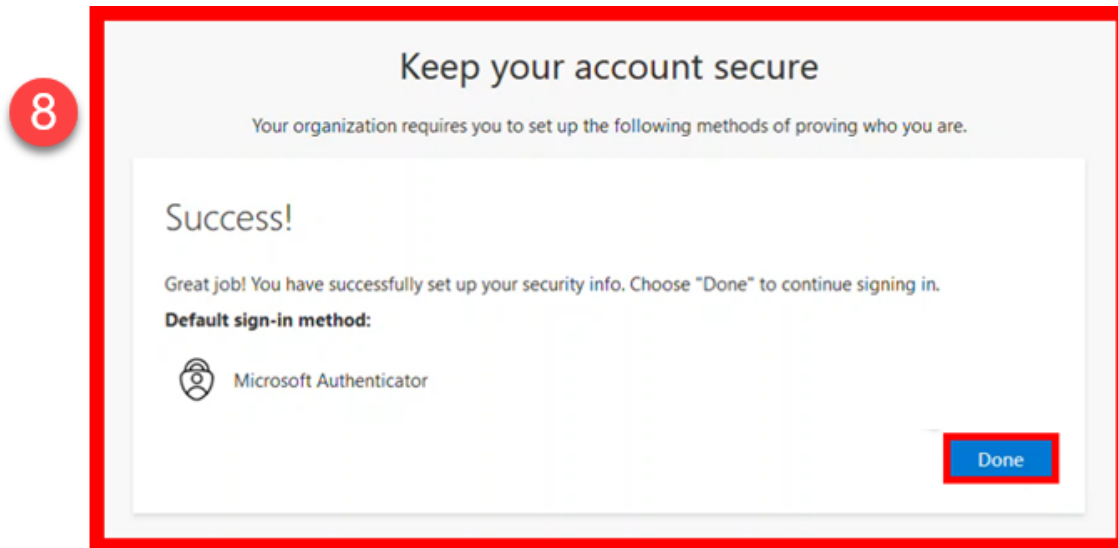 8
Keep your account secure
Your organization requires you to set up the following methods of proving who you are.
Success!
Great job! You have successfully set up your security info. Choose "Done" to continue signing in.
Default sign-in method:
Microsoft Authenticator
Done